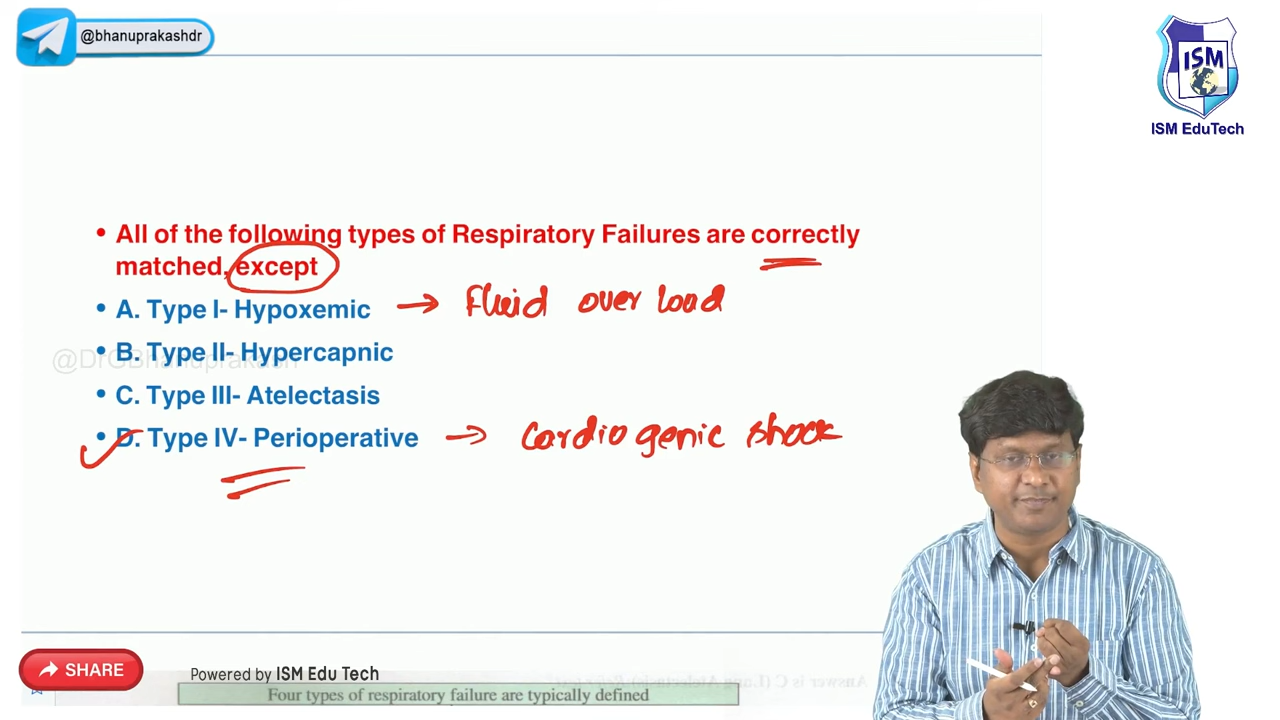 @bhanuprakashdr
ISM
ISM EduTech
• All of the following types of Respiratory Failures are correctly
matched, except
• A. Type I- Hypoxemic → Fluid over load
@DrGBhanuprakash
• B. Type II- Hypercapnic
• C. Type III- Atelectasis
• D. Type IV- Perioperative → cardiogenic shock
SHARE
Powered by ISM Edu Tech
Four types of respiratory failure are typically defined